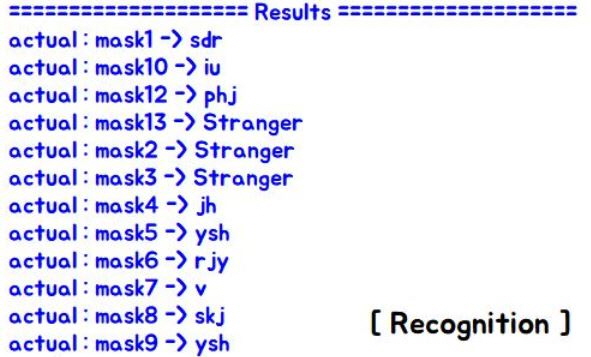 ==================== Results ====================
actual : mask1 -> sdr
actual : mask10 -> iu
actual : mask12 -> phj
actual : mask13 -> Stranger
actual : mask2 -> Stranger
actual : mask3 -> Stranger
actual : mask4 -> jh
actual : mask5 -> ysh
actual : mask6 -> rjy
actual : mask7 -> v
actual : mask8 -> skj
actual : mask9 -> ysh
[ Recognition ]